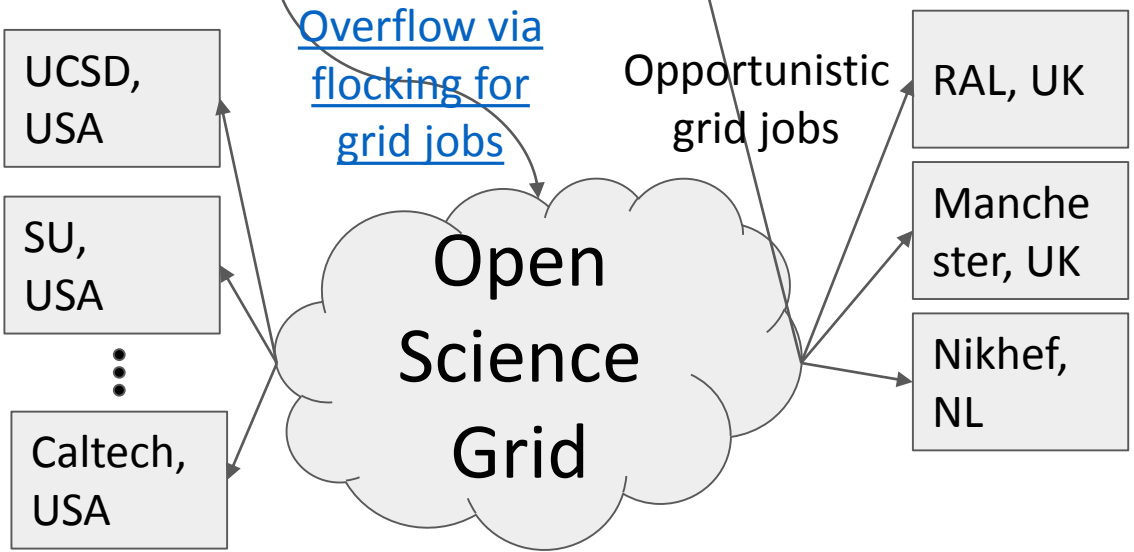 Overflow via
flocking for
grid jobs
Opportunistic
grid jobs
UCSD,
USA
SU,
USA
Caltech,
USA
Open
Science
Grid
RAL, UK
Manche
ster, UK
Nikhef,
NL